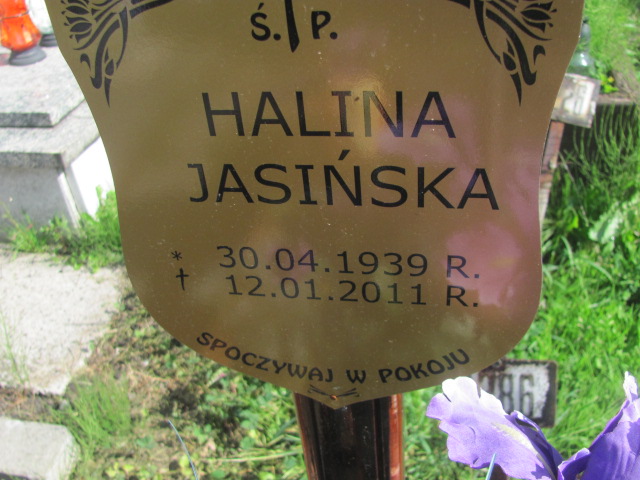 Ś. P.
HALINA
JASIŃSKA
* 30.04.1939 R.
† 12.01.2011 R.
SPOCZYWAJ W POKOJU